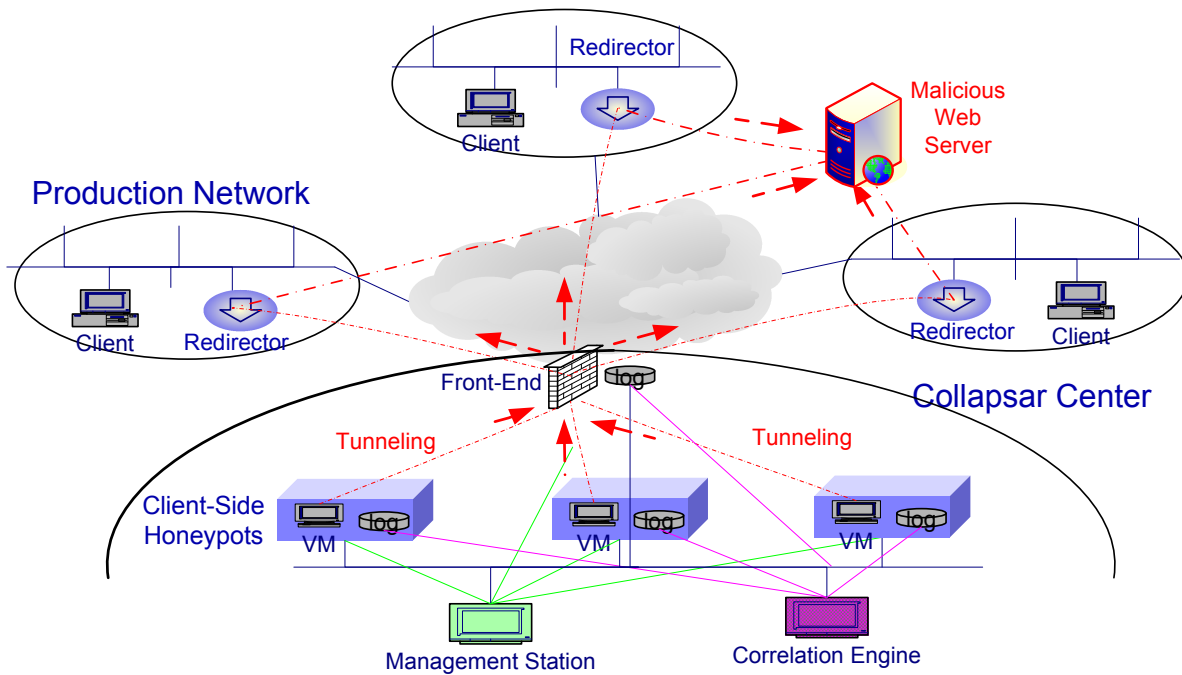 Redirector
Client
Malicious
Web
Server
Production Network
Client
Redirector
Redirector
Client
Front-End
log
Collapsar Center
Tunneling
Tunneling
Client-Side
Honeypots
VM
log
VM
log
VM
log
Management Station
Correlation Engine